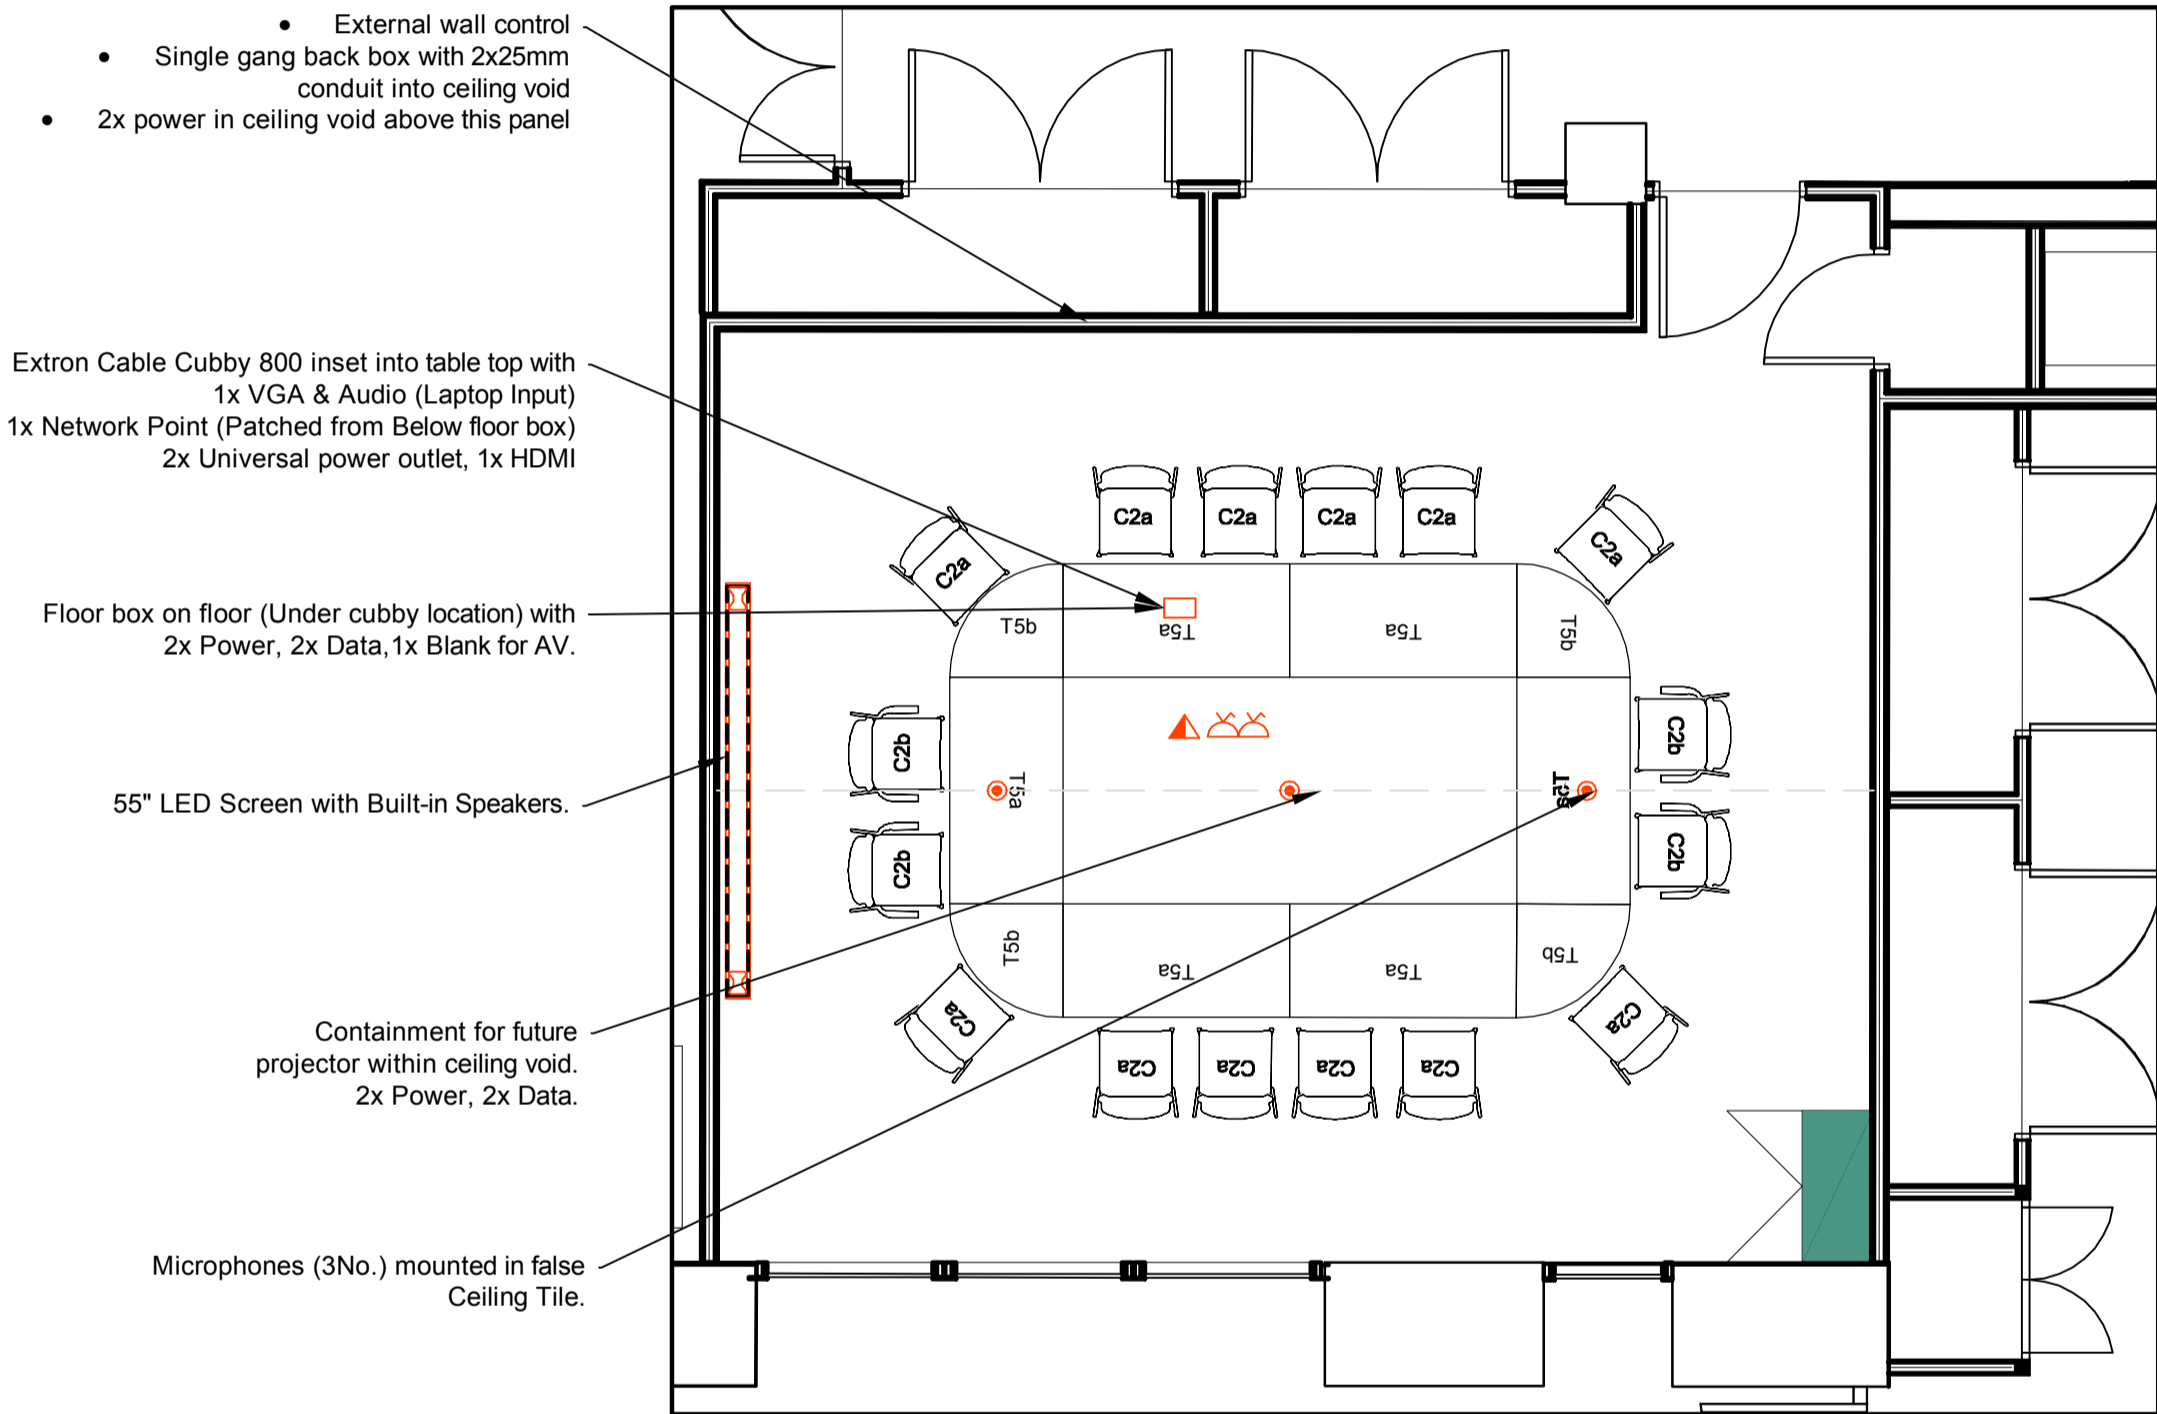 • External wall control
• Single gang back box with 2x25mm
conduit into ceiling void
• 2x power in ceiling void above this panel
Extron Cable Cubby 800 inset into table top with
1x VGA & Audio (Laptop Input)
1x Network Point (Patched from Below floor box)
2x Universal power outlet, 1x HDMI
Floor box on floor (Under cubby location) with
2x Power, 2x Data,1x Blank for AV.
55" LED Screen with Built-in Speakers.
Containment for future
projector within ceiling void.
2x Power, 2x Data.
Microphones (3No.) mounted in false
Ceiling Tile.
C2a C2a C2a C2a
C2a C2a
T5b T5a T5a T5b
C2b C2b
T5a T5a
C2b C2b
T5b T5a T5a T5b
C2a C2a
C2a C2a C2a C2a